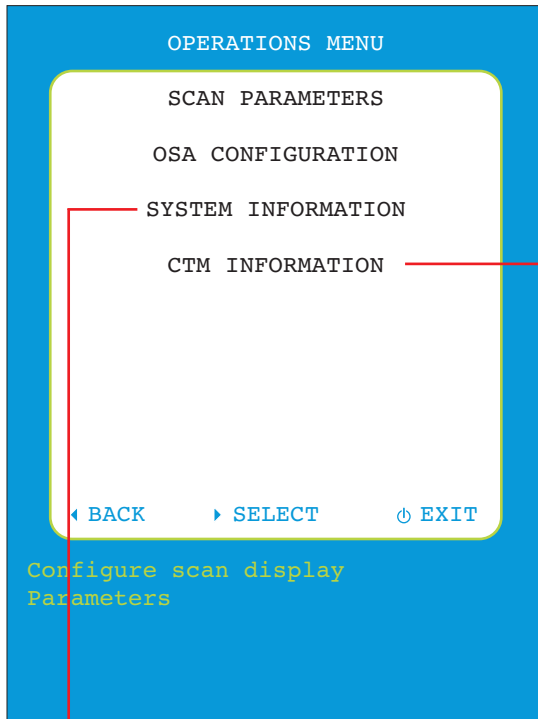 OPERATIONS MENU
SCAN PARAMETERS
OSA CONFIGURATION
SYSTEM INFORMATION
CTM INFORMATION
BACK SELECT EXIT
Configure scan display
Parameters